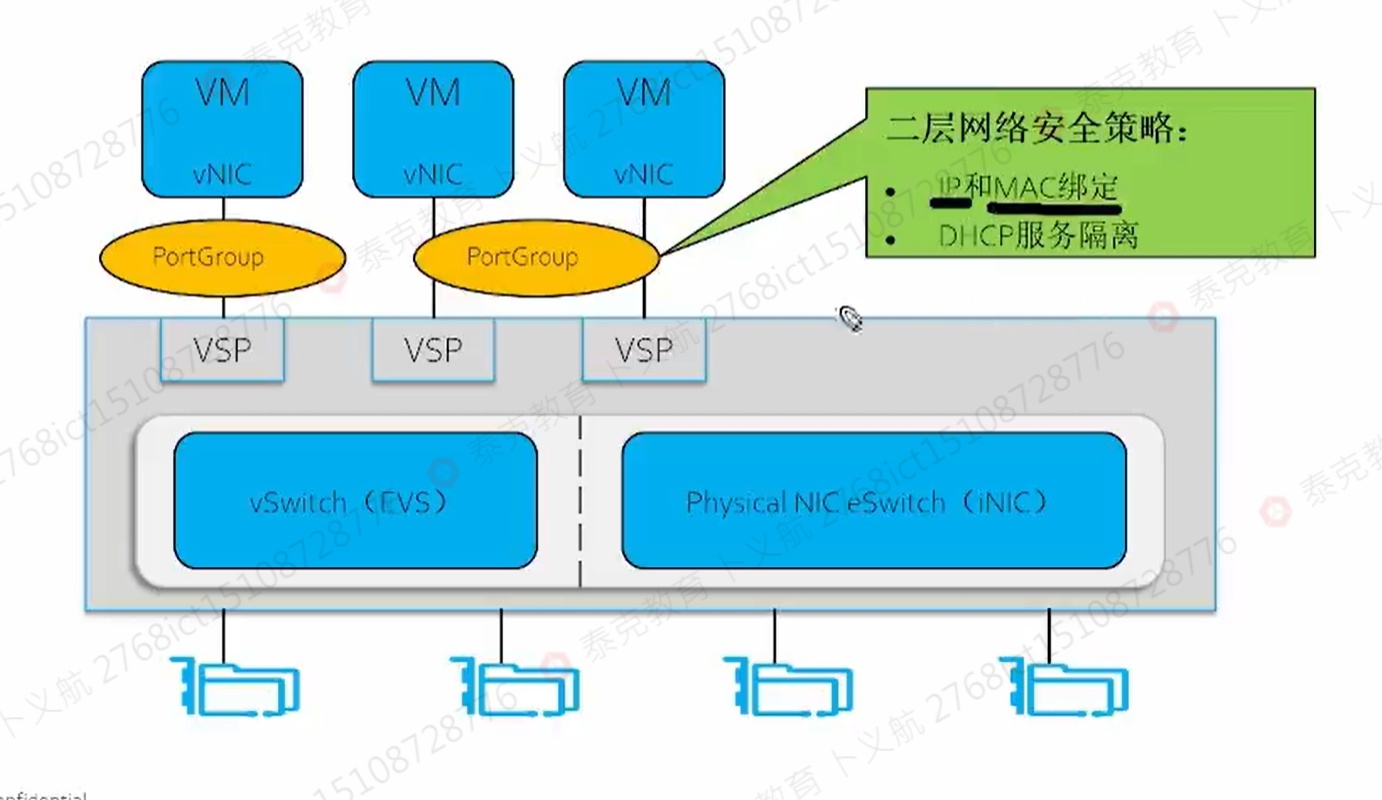 VM
VM
VM
vNIC
vNIC
vNIC
二层网络安全策略：
• IP和MAC绑定
• DHCP服务隔离
PortGroup
PortGroup
VSP
VSP
VSP
vSwitch（EVS）
Physical NIC eSwitch（iNIC）
泰克教育 卜义航 2768ict15108728776